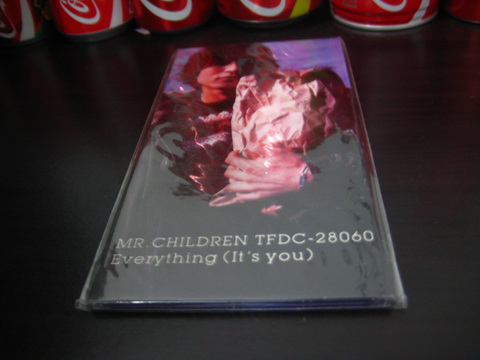 MR.CHILDREN TFDC-28060
Everything (It's you)